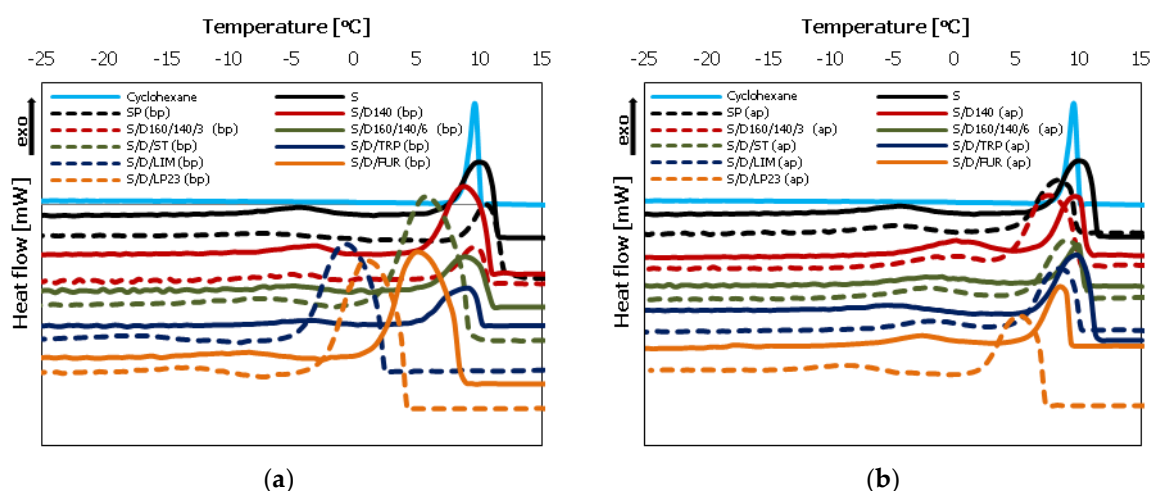 Temperature [ºC]
-25 -20 -15 -10 -5 0 5 10 15
exo
Heat flow [mW]
Cyclohexane S
SP (bp) S/D140 (bp)
S/D160/140/3 (bp) S/D160/140/6 (bp)
S/D/ST (bp) S/D/TRP (bp)
S/D/LIM (bp) S/D/FUR (bp)
S/D/LP23 (bp)
(a)
Temperature [ºC]
-25 -20 -15 -10 -5 0 5 10 15
exo
Heat flow [mW]
Cyclohexane S
SP (ap) S/D140 (ap)
S/D160/140/3 (ap) S/D160/140/6 (ap)
S/D/ST (ap) S/D/TRP (ap)
S/D/LIM (ap) S/D/FUR (ap)
S/D/LP23 (ap)
(b)